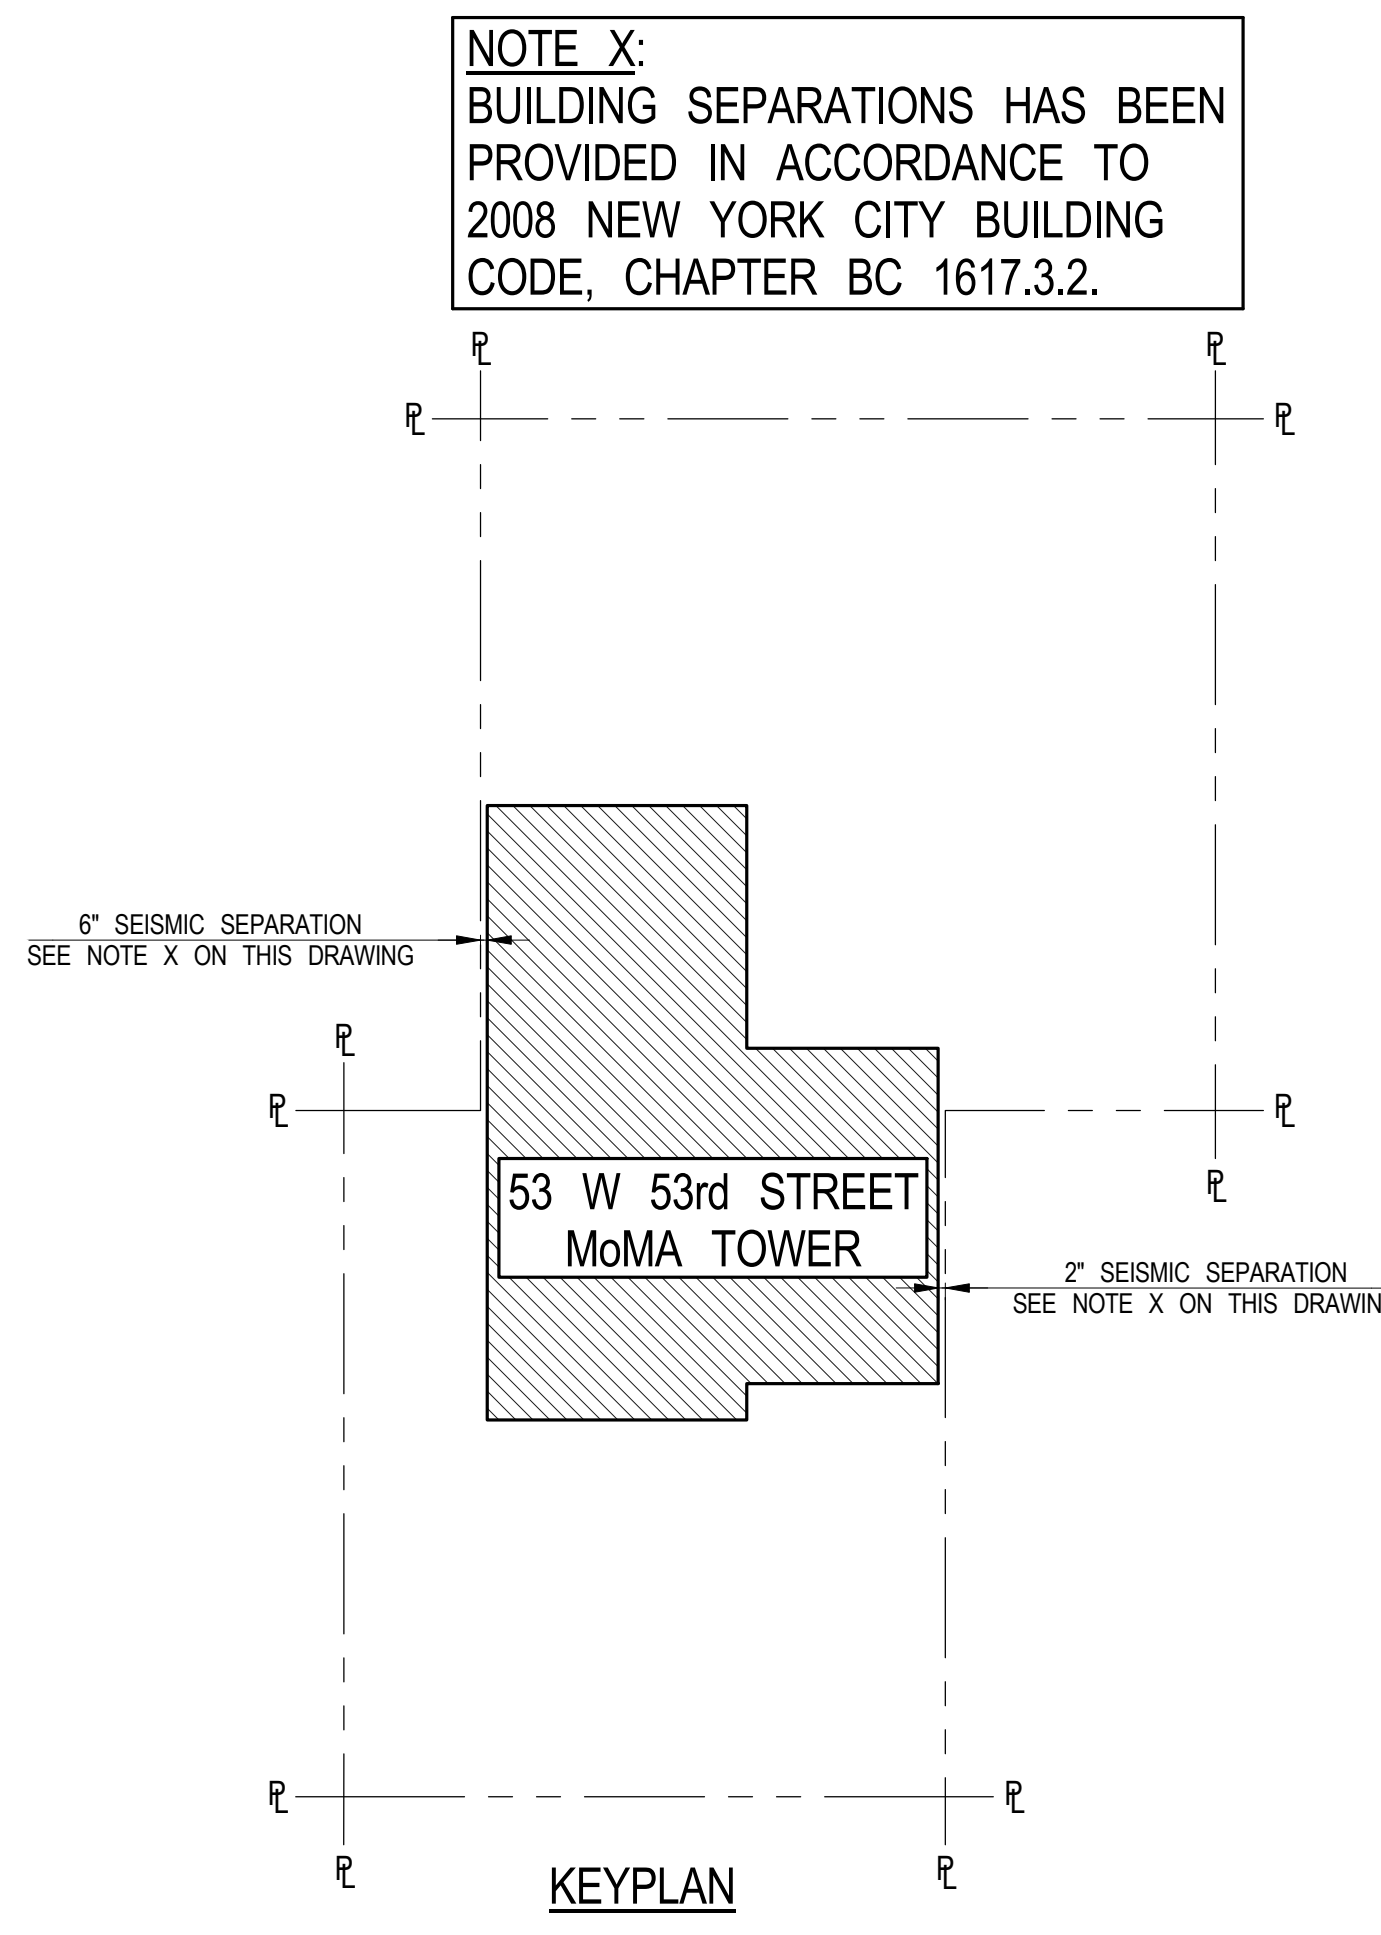 NOTE X:
BUILDING SEPARATIONS HAS BEEN
PROVIDED IN ACCORDANCE TO
2008 NEW YORK CITY BUILDING
CODE, CHAPTER BC 1617.3.2.
PL
PL
PL
PL
6" SEISMIC SEPARATION
SEE NOTE X ON THIS DRAWING
PL
PL
PL
PL
53 W 53rd STREET
MoMA TOWER
2" SEISMIC SEPARATION
SEE NOTE X ON THIS DRAWIN
PL
PL
PL
PL
KEYPLAN